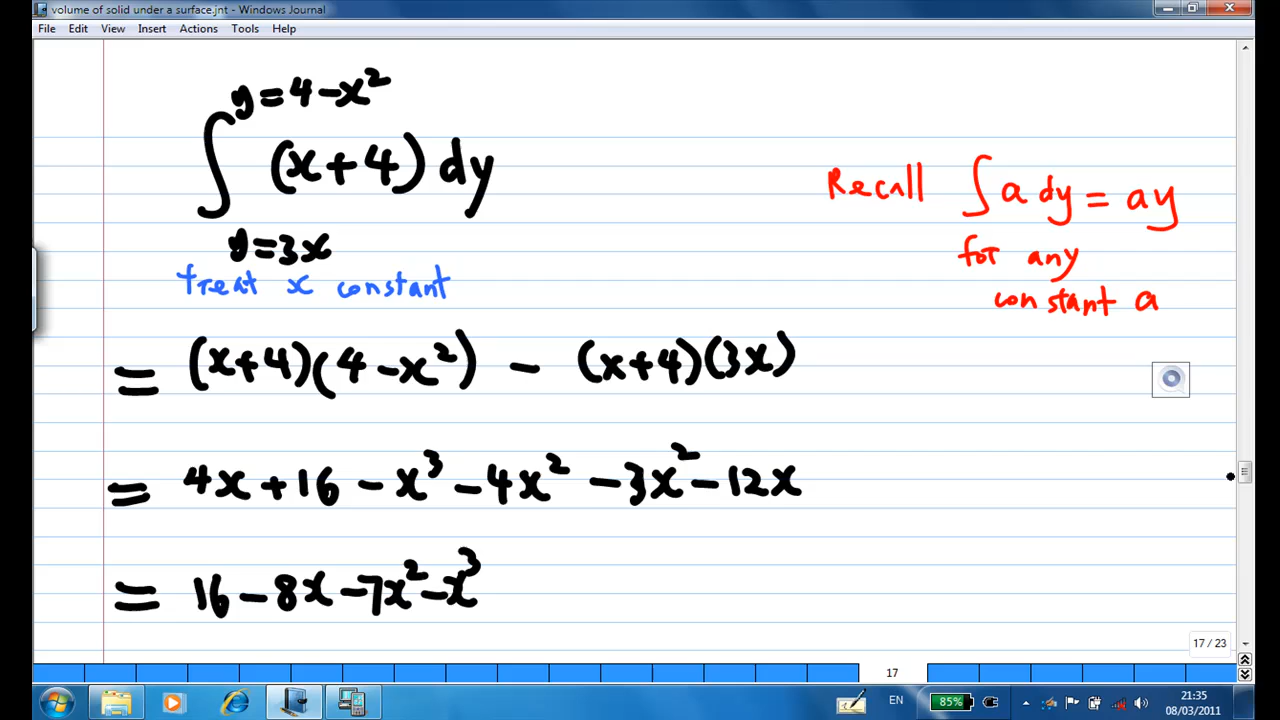 volume of solid under a surface.jnt - Windows Journal
File Edit View Insert Actions Tools Help
y=4-x²
∫ (x+4) dy
y=3x
treat x constant
Recall ∫ a dy = ay
for any
constant a
= (x+4)(4-x²) - (x+4)(3x)
= 4x+16-x³-4x²-3x²-12x
= 16-8x-7x²-x³
17 / 23
17
EN
85%
21:35
08/03/2011